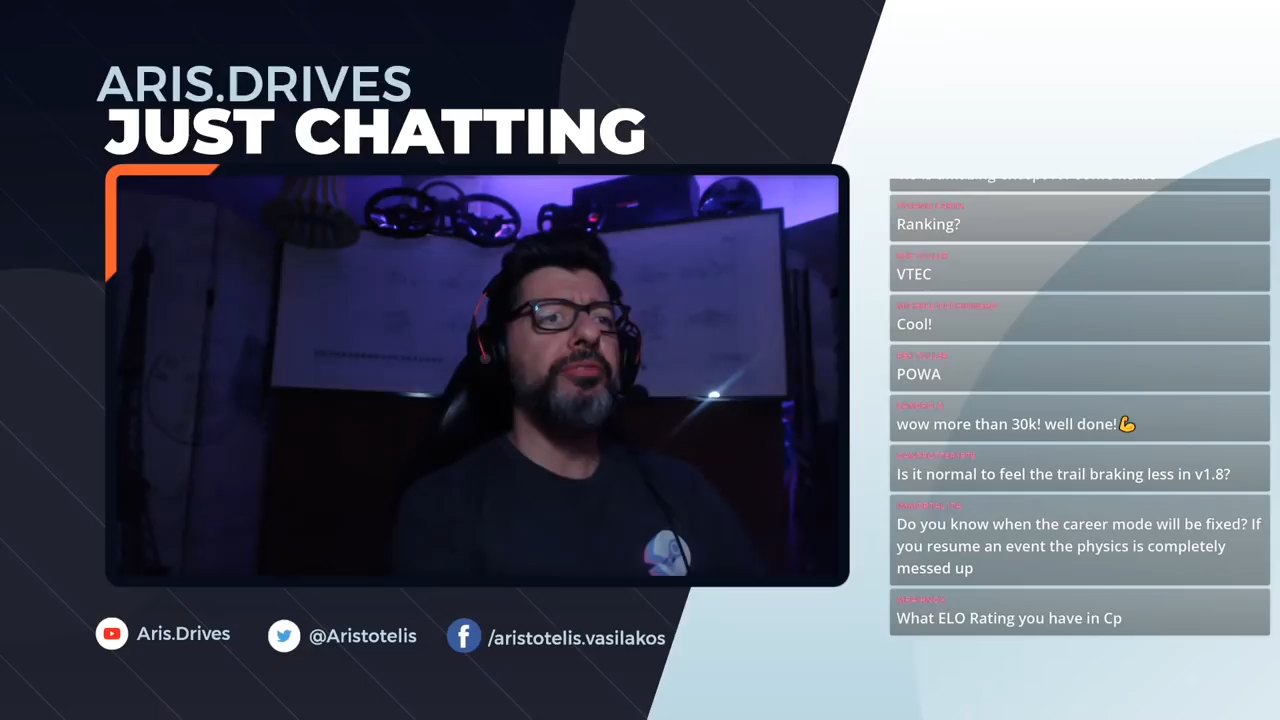 ARIS.DRIVES
JUST CHATTING
Ranking?
VTEC
Cool!
POWA
wow more than 30k! well done!💪
Is it normal to feel the trail braking less in v1.8?
Do you know when the career mode will be fixed? If
you resume an event the physics is completely
messed up
What ELO Rating you have in Cp
Aris.Drives
@Aristotelis
/aristotelis.vasilakos